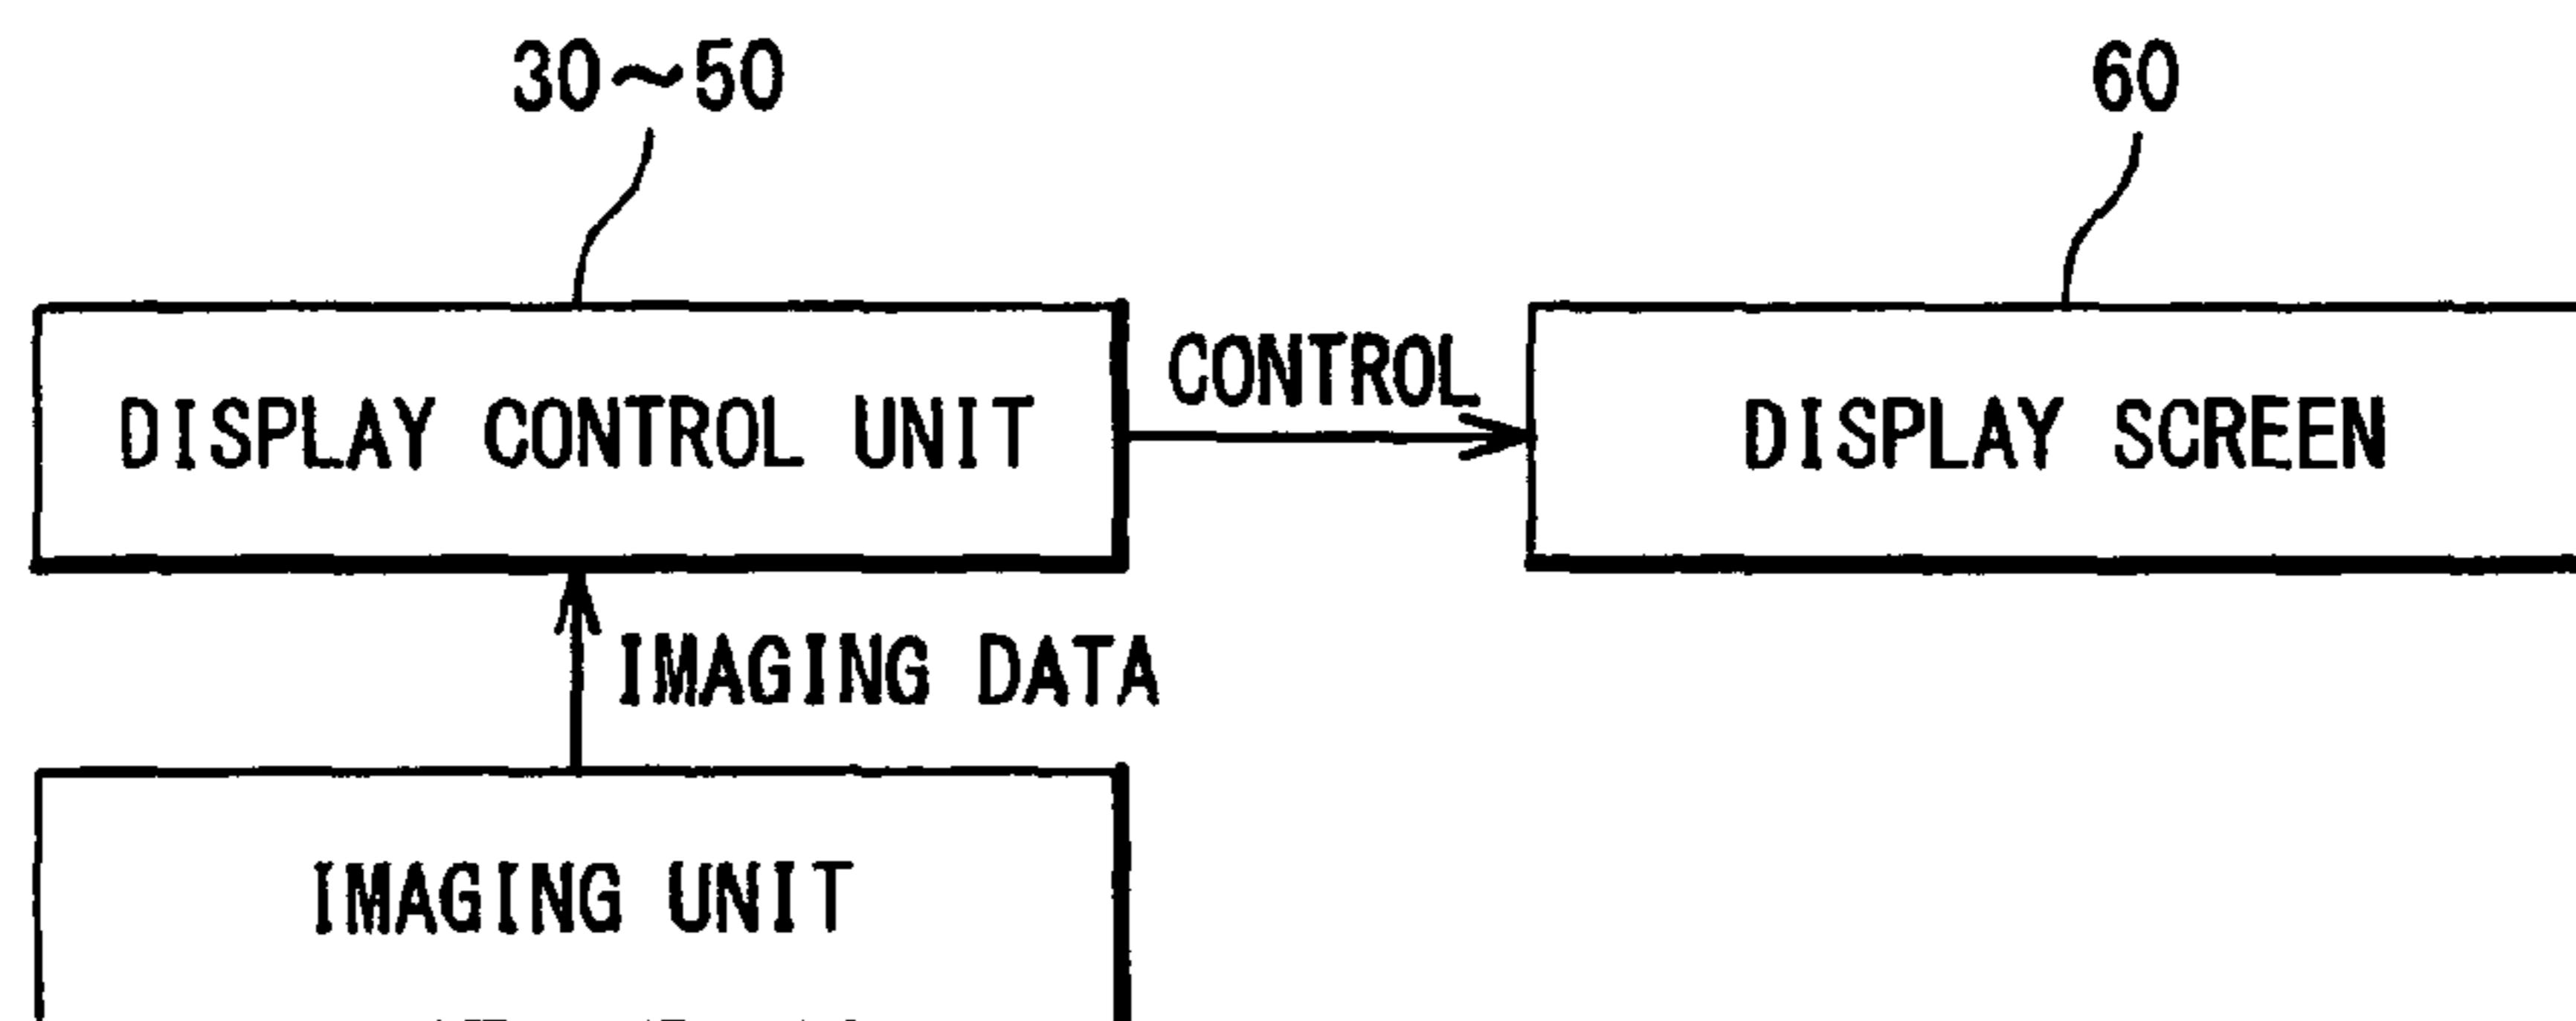 30~50
60
CONTROL
DISPLAY CONTROL UNIT
DISPLAY SCREEN
IMAGING DATA
IMAGING UNIT